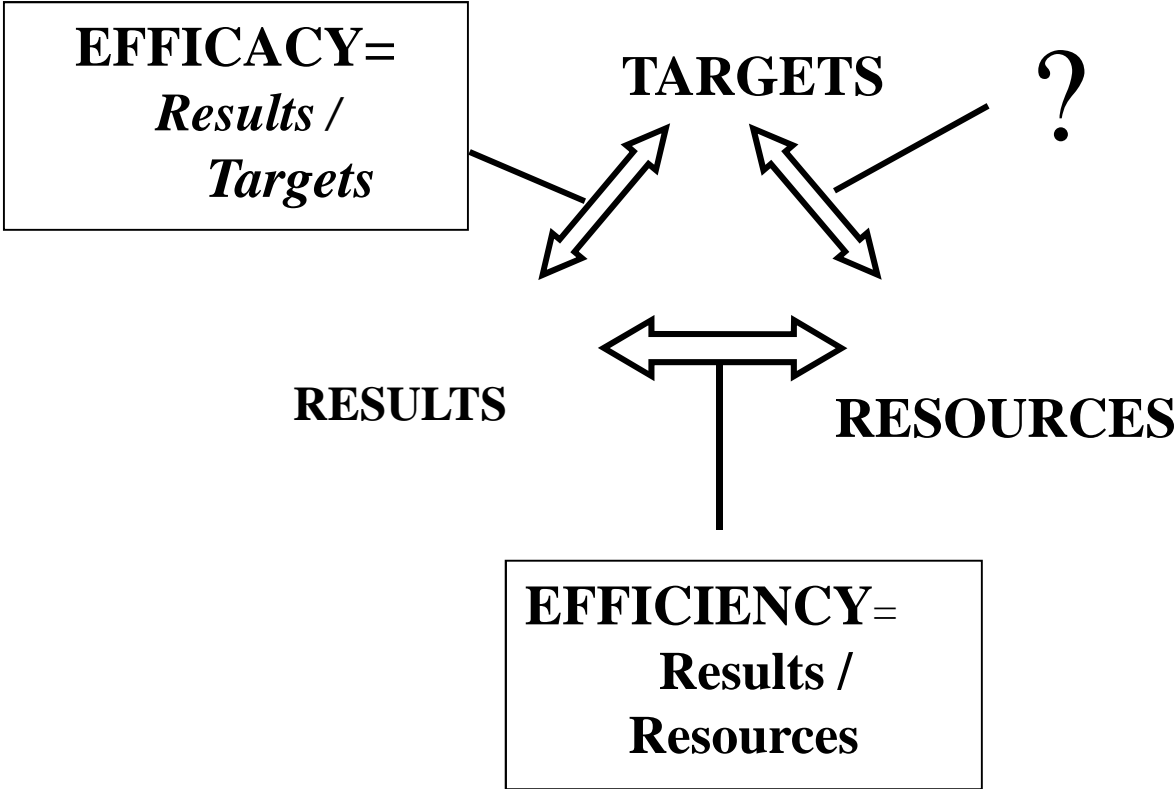 EFFICACY=
Results /
Targets
TARGETS
?
RESULTS
RESOURCES
EFFICIENCY=
Results /
Resources